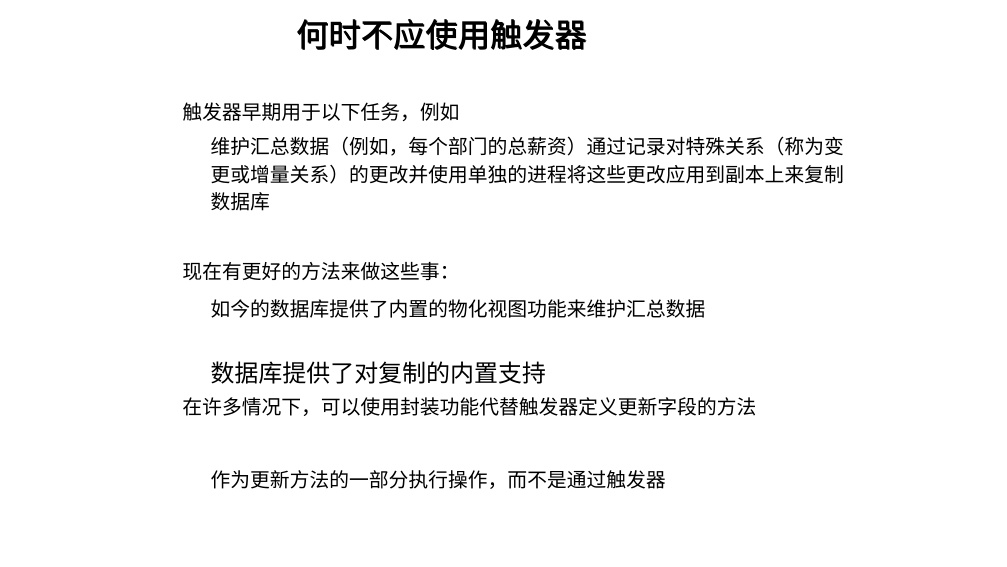 何时不应使用触发器
触发器早期用于以下任务，例如
维护汇总数据（例如，每个部门的总薪资）通过记录对特殊关系（称为变
更或增量关系）的更改并使用单独的进程将这些更改应用到副本上来复制
数据库
现在有更好的方法来做这些事：
如今的数据库提供了内置的物化视图功能来维护汇总数据
数据库提供了对复制的内置支持
在许多情况下，可以使用封装功能代替触发器定义更新字段的方法
作为更新方法的一部分执行操作，而不是通过触发器